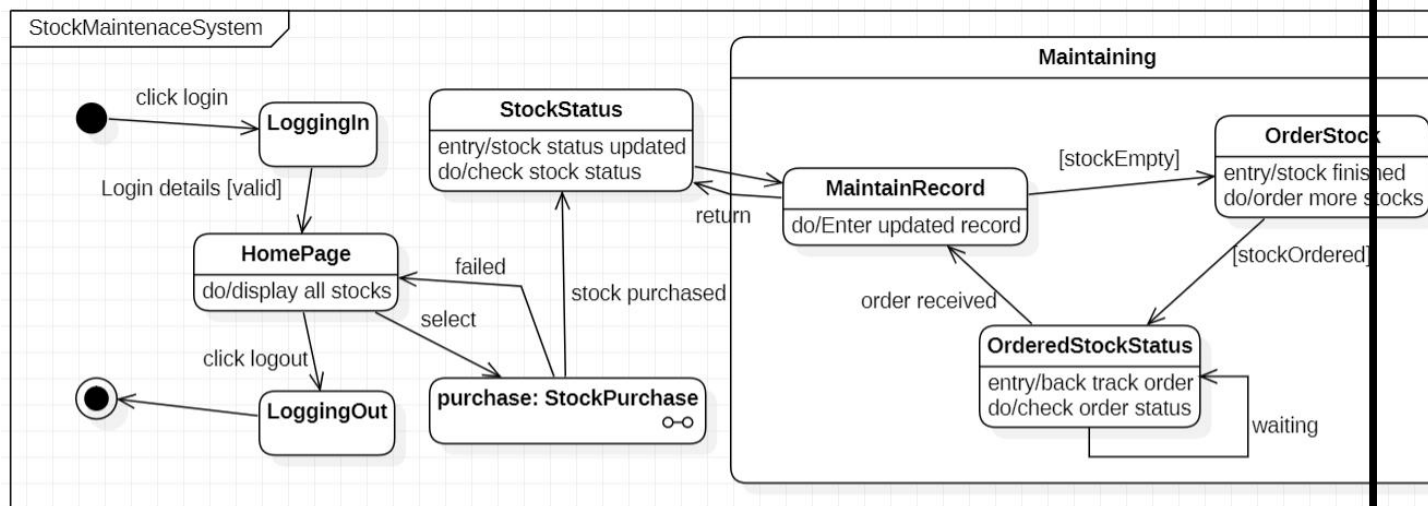 StockMaintenaceSystem
click login
LoggingIn
Login details [valid]
HomePage
do/display all stocks
click logout
LoggingOut
failed
select
StockStatus
entry/stock status updated
do/check stock status
return
stock purchased
purchase: StockPurchase
Maintaining
MaintainRecord
do/Enter updated record
[stockEmpty]
OrderStock
entry/stock finished
do/order more stocks
[stockOrdered]
order received
OrderedStockStatus
entry/back track order
do/check order status
waiting